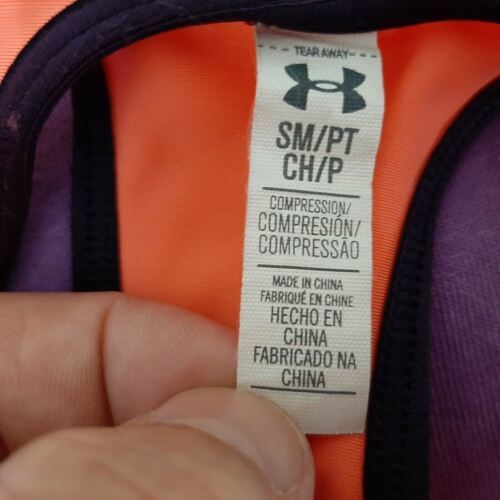 TEAR AWAY
SM/PT
CH/P
COMPRESSION/
COMPRESIÓN/
COMPRESSÃO
MADE IN CHINA
FABRIQUÉ EN CHINE
HECHO EN
CHINA
FABRICADO NA
CHINA